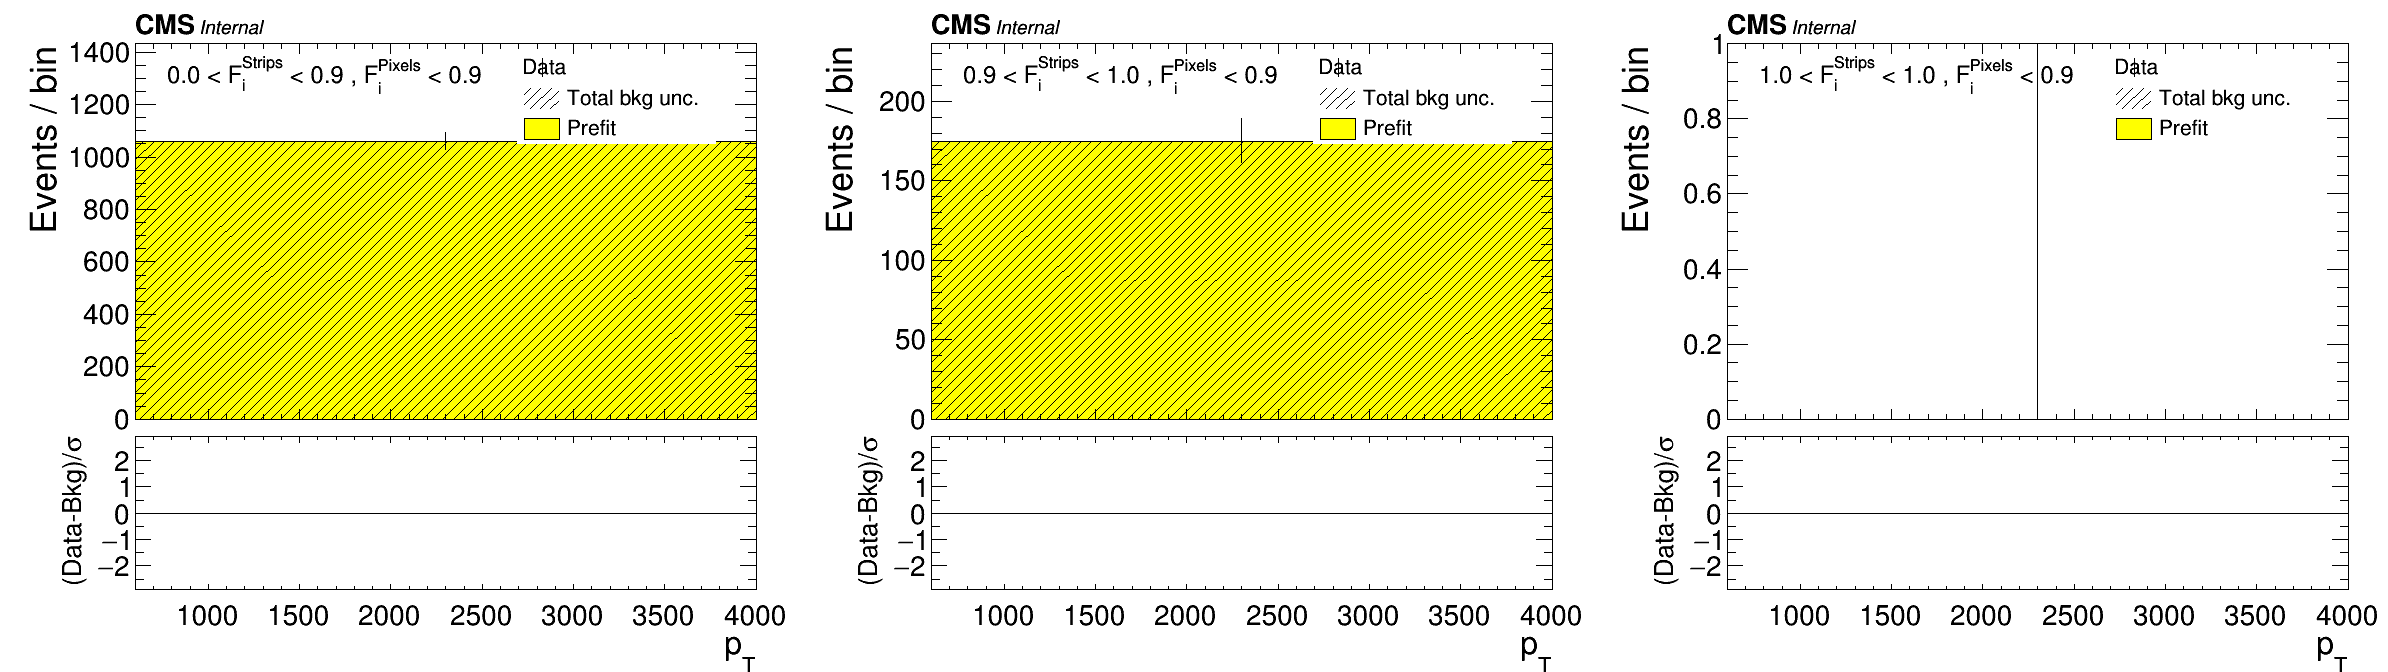 CMS Internal
Events / bin
1400
1200
1000
800
600
400
200
0
0.0 < F_i^Strips < 0.9 , F_i^Pixels < 0.9
Data
Total bkg unc.
Prefit
(Data-Bkg)/σ
2
1
0
−1
−2
1000 1500 2000 2500 3000 3500 4000
p_T
CMS Internal
Events / bin
200
150
100
50
0
0.9 < F_i^Strips < 1.0 , F_i^Pixels < 0.9
Data
Total bkg unc.
Prefit
(Data-Bkg)/σ
2
1
0
−1
−2
1000 1500 2000 2500 3000 3500 4000
p_T
CMS Internal
Events / bin
1
0.8
0.6
0.4
0.2
0
1.0 < F_i^Strips < 1.0 , F_i^Pixels < 0.9
Data
Total bkg unc.
Prefit
(Data-Bkg)/σ
2
1
0
−1
−2
1000 1500 2000 2500 3000 3500 4000
p_T